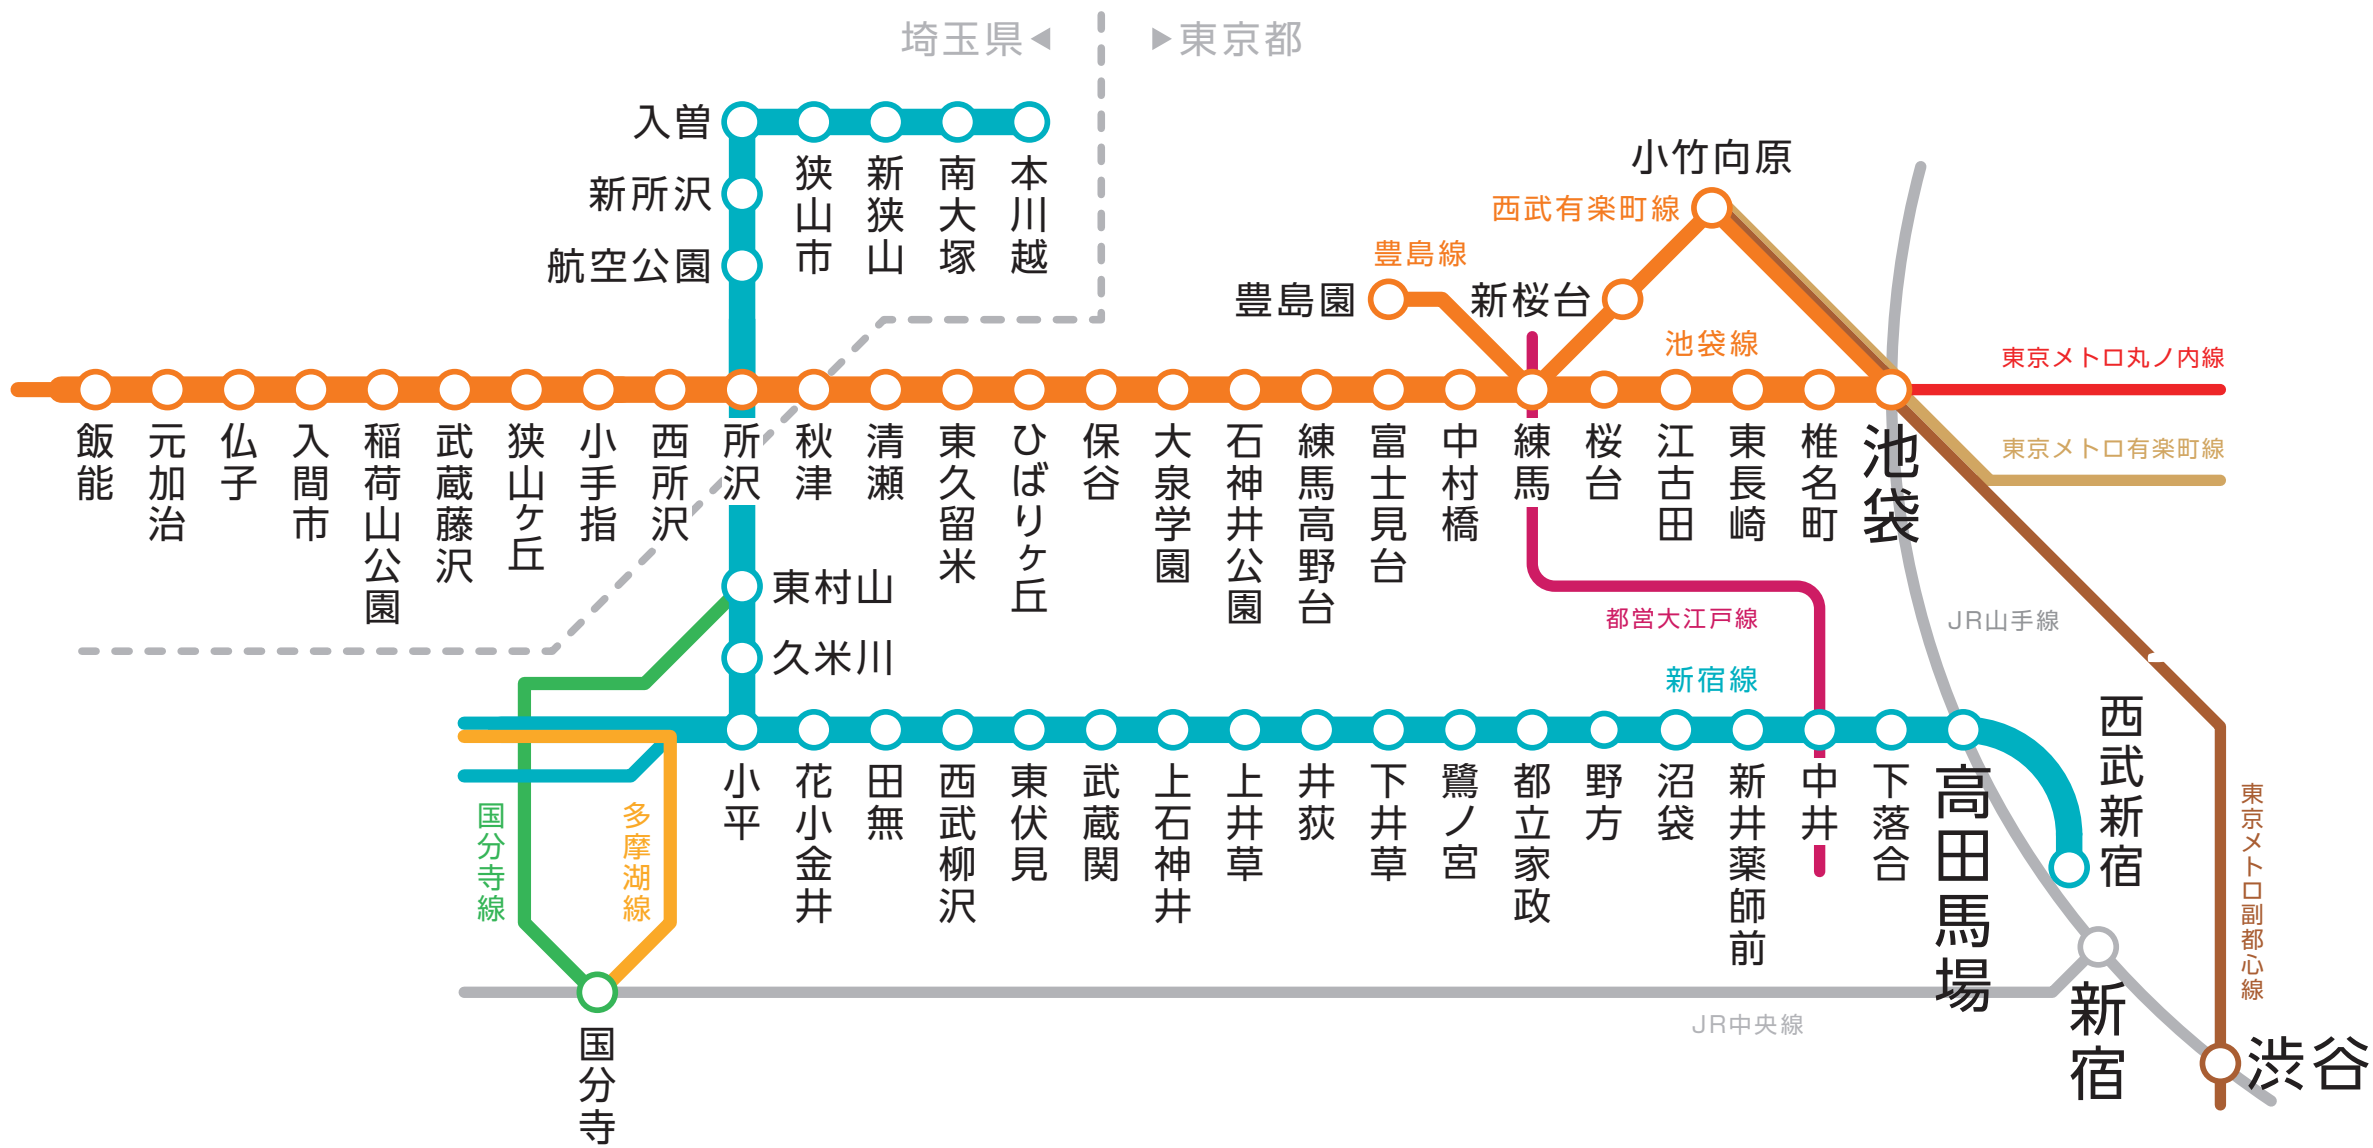 埼玉県◀
▶東京都
入曽
新所沢
航空公園
狭山市
新狭山
南大塚
本川越
小竹向原
西武有楽町線
豊島線
豊島園
新桜台
池袋線
東京メトロ丸ノ内線
東京メトロ有楽町線
飯能
元加治
仏子
入間市
稲荷山公園
武蔵藤沢
狭山ヶ丘
小手指
西所沢
所沢
秋津
清瀬
東久留米
ひばりヶ丘
保谷
大泉学園
石神井公園
練馬高野台
富士見台
中村橋
練馬
桜台
江古田
東長崎
椎名町
池袋
東村山
久米川
都営大江戸線
JR山手線
新宿線
国分寺線
多摩湖線
小平
花小金井
田無
西武柳沢
東伏見
武蔵関
上石神井
上井草
井荻
下井草
鷺ノ宮
都立家政
野方
沼袋
新井薬師前
中井
下落合
高田馬場
西武新宿
東京メトロ副都心線
JR中央線
新宿
渋谷
国分寺